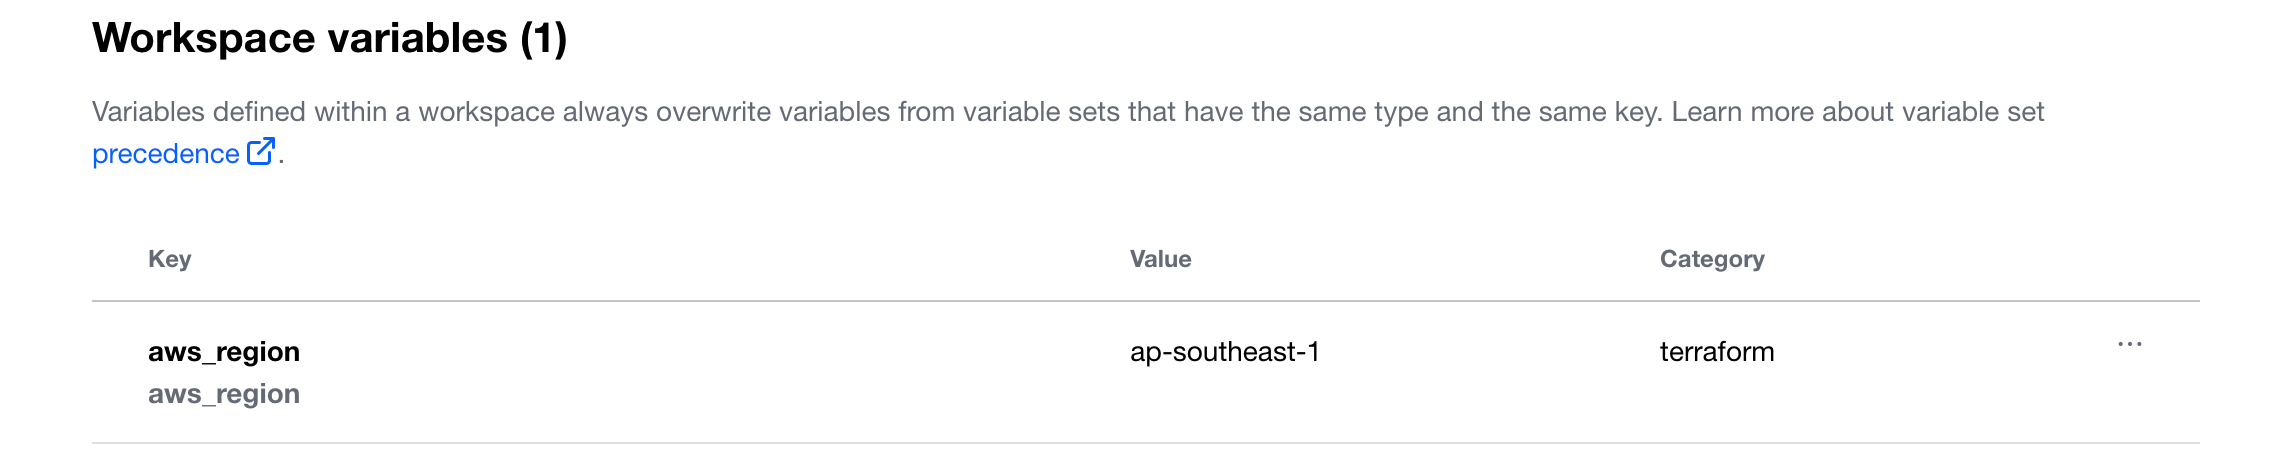 Workspace variables (1)
Variables defined within a workspace always overwrite variables from variable sets that have the same type and the same key. Learn more about variable set
precedence.
Key Value Category
aws_region ap-southeast-1 terraform ...
aws_region